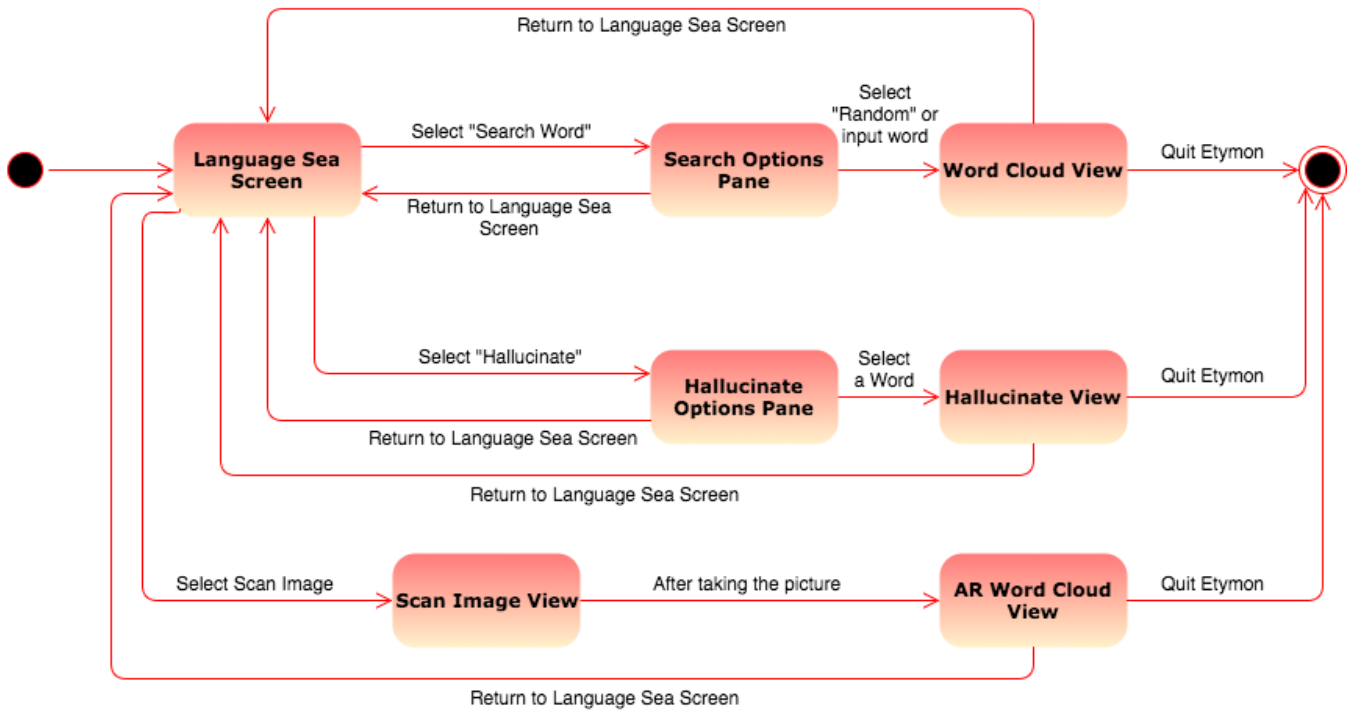 Return to Language Sea Screen
Select
"Random" or
input word
Select "Search Word"
Quit Etymon
Language Sea
Screen
Search Options
Pane
Word Cloud View
Return to Language Sea
Screen
Select "Hallucinate"
Select
a Word
Quit Etymon
Hallucinate
Options Pane
Hallucinate View
Return to Language Sea Screen
Return to Language Sea Screen
Select Scan Image
After taking the picture
Quit Etymon
Scan Image View
AR Word Cloud
View
Return to Language Sea Screen